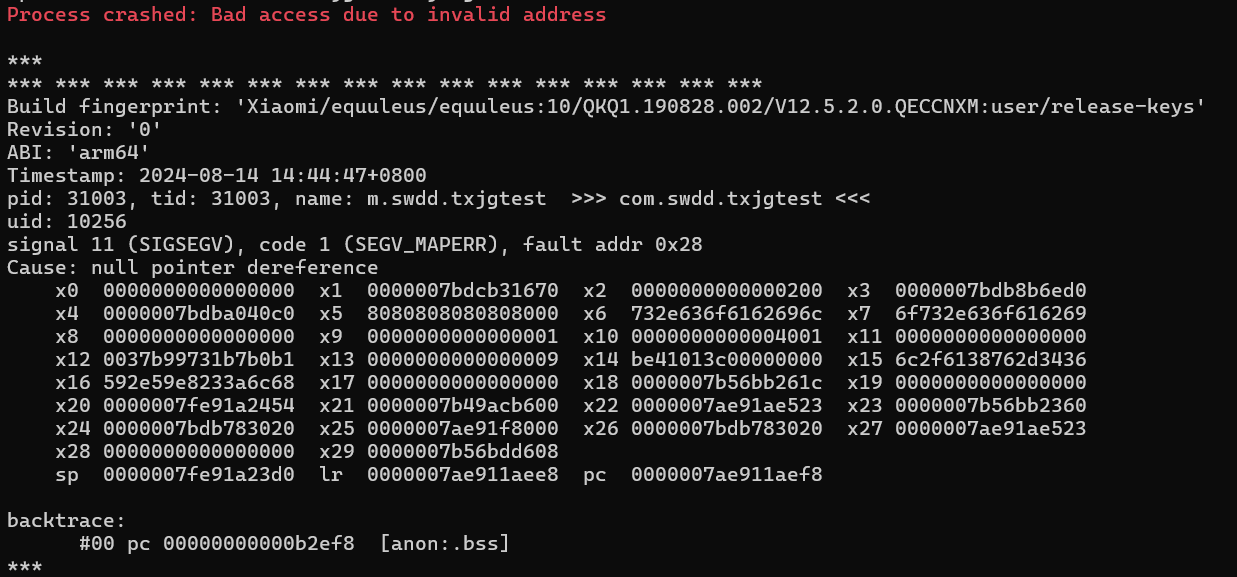 Process crashed: Bad access due to invalid address
***
*** *** *** *** *** *** *** *** *** *** *** *** *** *** *** ***
Build fingerprint: 'Xiaomi/equuleus/equuleus:10/QKQ1.190828.002/V12.5.2.0.QECCNXM:user/release-keys'
Revision: '0'
ABI: 'arm64'
Timestamp: 2024-08-14 14:44:47+0800
pid: 31003, tid: 31003, name: m.swdd.txjgtest  >>> com.swdd.txjgtest <<<
uid: 10256
signal 11 (SIGSEGV), code 1 (SEGV_MAPERR), fault addr 0x28
Cause: null pointer dereference
    x0  0000000000000000  x1  0000007bdcb31670  x2  0000000000000200  x3  0000007bdb8b6ed0
    x4  0000007bdba040c0  x5  8080808080808000  x6  732e636f6162696c  x7  6f732e636f616269
    x8  0000000000000000  x9  0000000000000001  x10 0000000000004001  x11 0000000000000000
    x12 0037b99731b7b0b1  x13 0000000000000009  x14 be41013c00000000  x15 6c2f6138762d3436
    x16 592e59e8233a6c68  x17 0000000000000000  x18 0000007b56bb261c  x19 0000000000000000
    x20 0000007fe91a2454  x21 0000007b49acb600  x22 0000007ae91ae523  x23 0000007b56bb2360
    x24 0000007bdb783020  x25 0000007ae91f8000  x26 0000007bdb783020  x27 0000007ae91ae523
    x28 0000000000000000  x29 0000007b56bdd608
    sp  0000007fe91a23d0  lr  0000007ae911aee8  pc  0000007ae911aef8
backtrace:
      #00 pc 00000000000b2ef8  [anon:.bss]
***